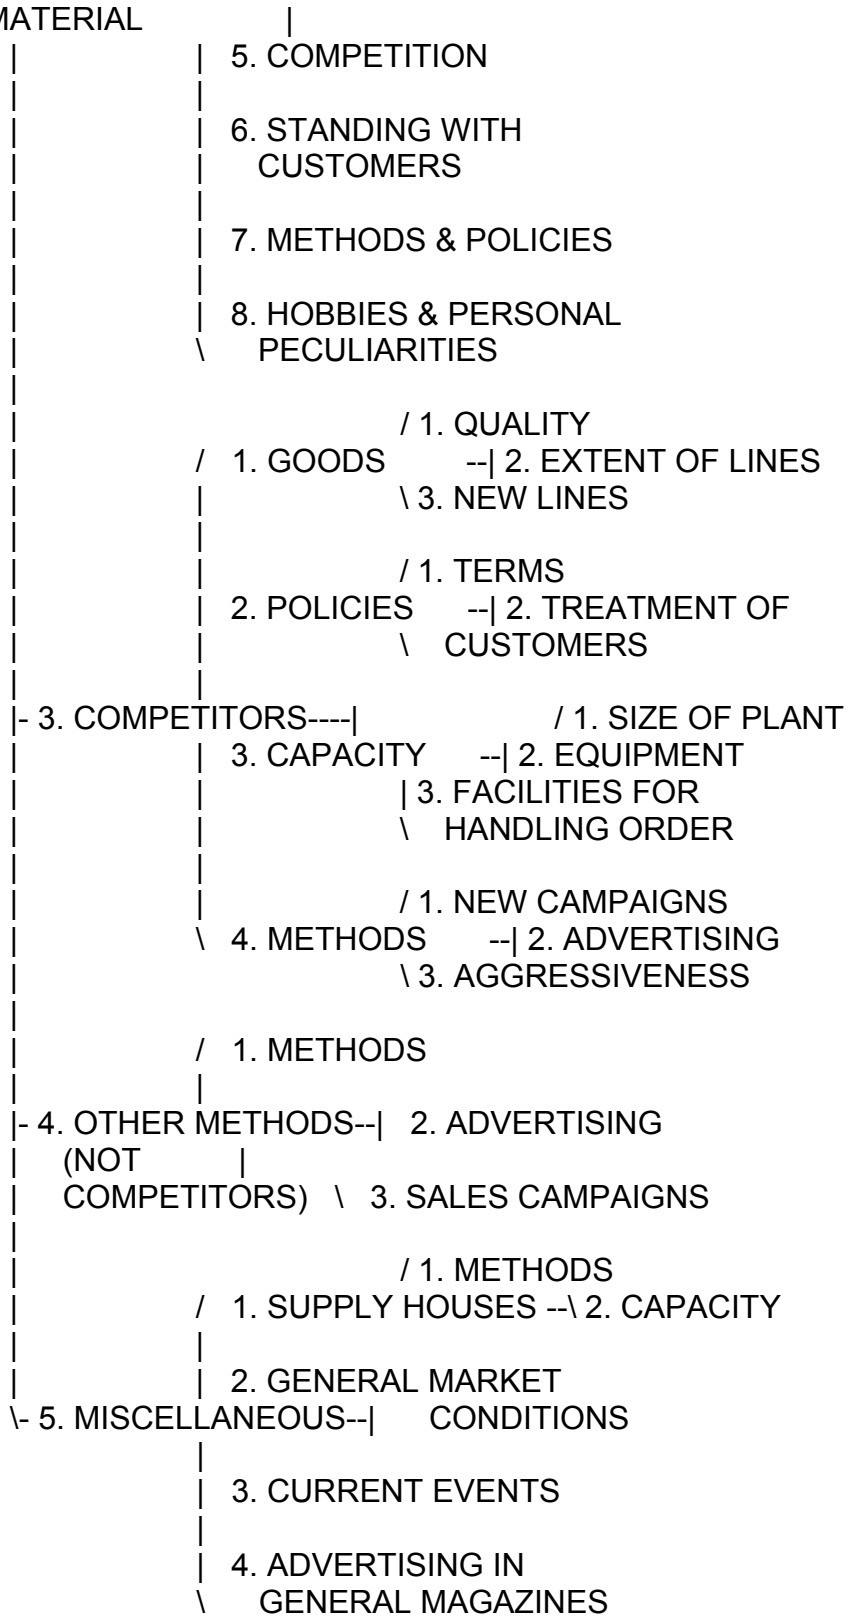 MATERIAL |
| | 5. COMPETITION
| |
| | 6. STANDING WITH
| | CUSTOMERS
| |
| | 7. METHODS & POLICIES
| |
| | 8. HOBBIES & PERSONAL
| \ PECULIARITIES
|
| / 1. QUALITY
| / 1. GOODS --| 2. EXTENT OF LINES
| | \ 3. NEW LINES
| |
| | / 1. TERMS
| | 2. POLICIES --| 2. TREATMENT OF
| | \ CUSTOMERS
| |
|- 3. COMPETITORS----| / 1. SIZE OF PLANT
| | 3. CAPACITY --| 2. EQUIPMENT
| | | 3. FACILITIES FOR
| | \ HANDLING ORDER
| |
| | / 1. NEW CAMPAIGNS
| \ 4. METHODS --| 2. ADVERTISING
| \ 3. AGGRESSIVENESS
|
| / 1. METHODS
| |
|- 4. OTHER METHODS--| 2. ADVERTISING
| (NOT |
| COMPETITORS) \ 3. SALES CAMPAIGNS
|
| / 1. METHODS
| / 1. SUPPLY HOUSES --\ 2. CAPACITY
| |
| | 2. GENERAL MARKET
\- 5. MISCELLANEOUS--| CONDITIONS
|
| 3. CURRENT EVENTS
|
| 4. ADVERTISING IN
\ GENERAL MAGAZINES